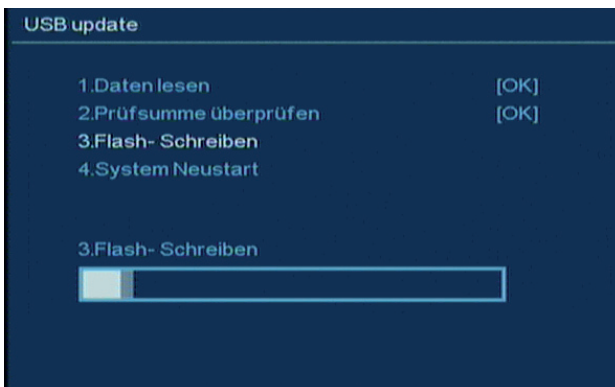 USB update
1.Daten lesen [OK]
2.Prüfsumme überprüfen [OK]
3.Flash- Schreiben
4.System Neustart
3.Flash- Schreiben